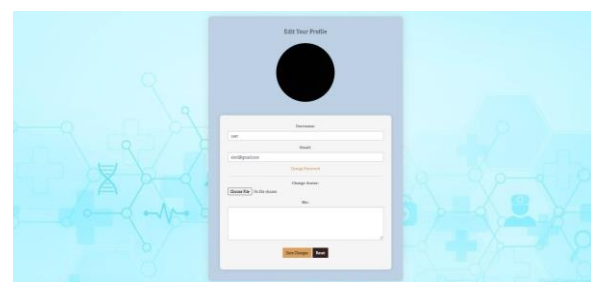 Edit Your Profile
Username
Email
Change Password
Change Avatar
Choose File No file chosen
Bio:
Save Changes Reset